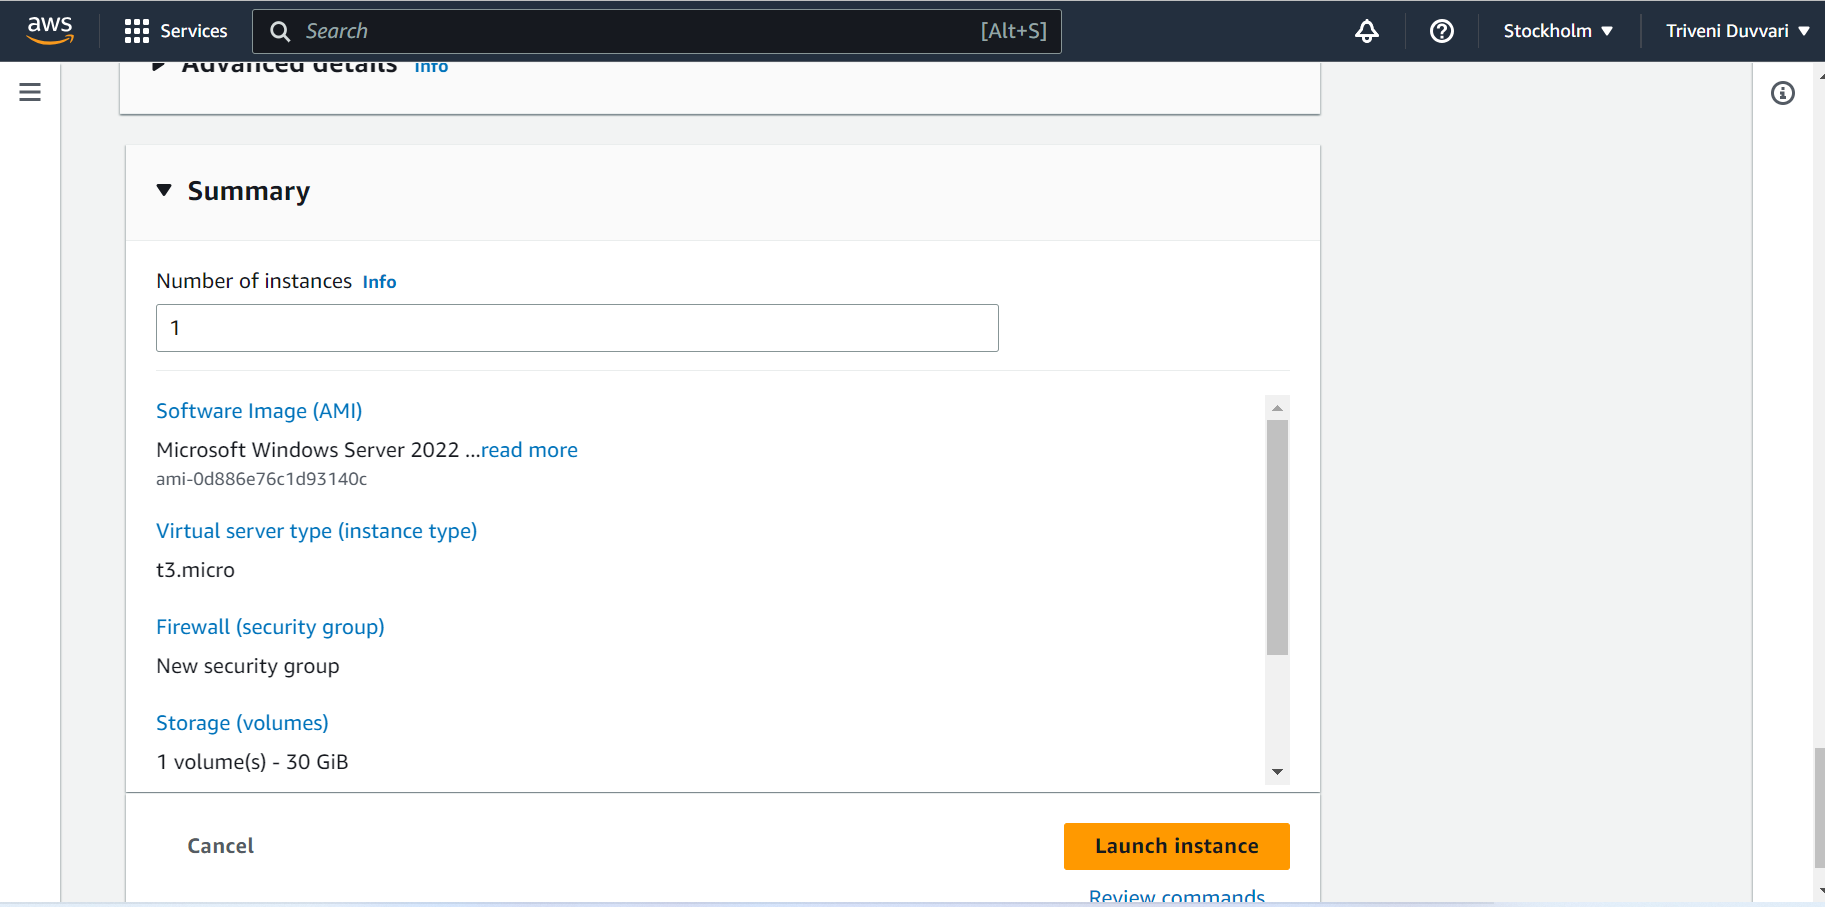 aws Services Search [Alt+S] Stockholm Triveni Duvvari
Advanced details Info
Summary
Number of instances Info
1
Software Image (AMI)
Microsoft Windows Server 2022 ...read more
ami-0d886e76c1d93140c
Virtual server type (instance type)
t3.micro
Firewall (security group)
New security group
Storage (volumes)
1 volume(s) - 30 GiB
Cancel Launch instance
Review commands